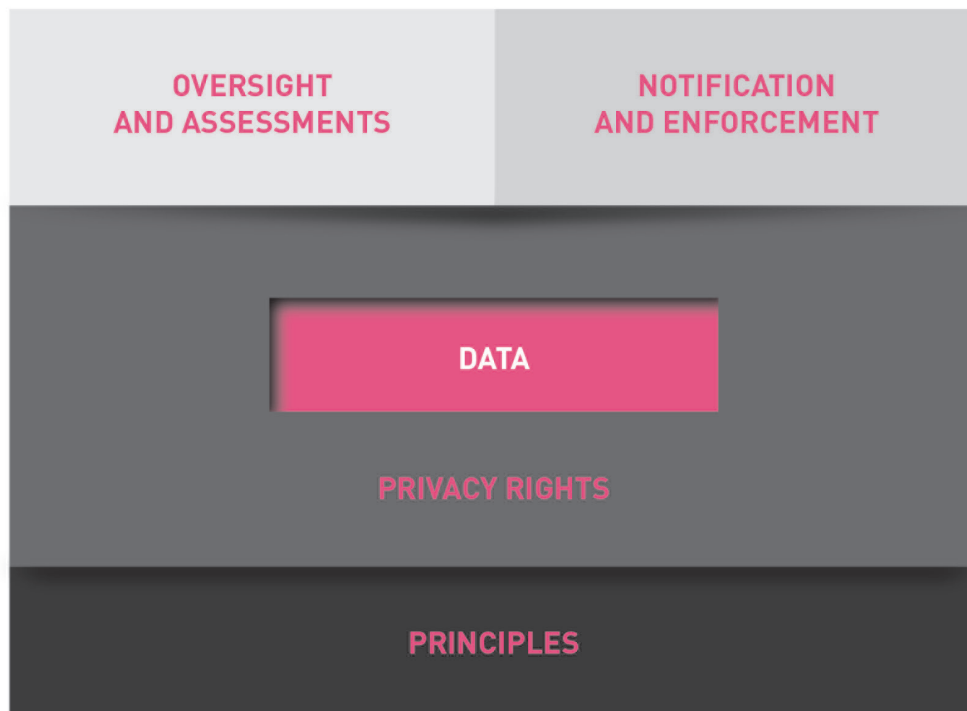 OVERSIGHT
AND ASSESSMENTS
NOTIFICATION
AND ENFORCEMENT
DATA
PRIVACY RIGHTS
PRINCIPLES